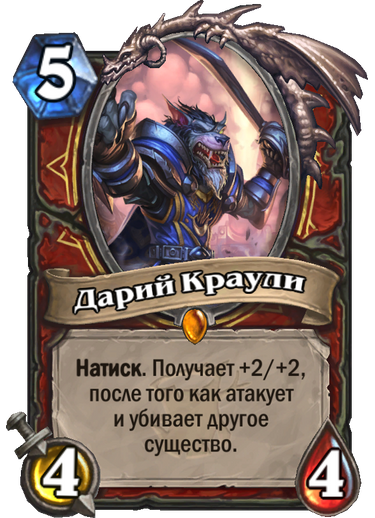 5
Дарий Краули
Натиск. Получает +2/+2,
после того как атакует
и убивает другое
существо.
4
4